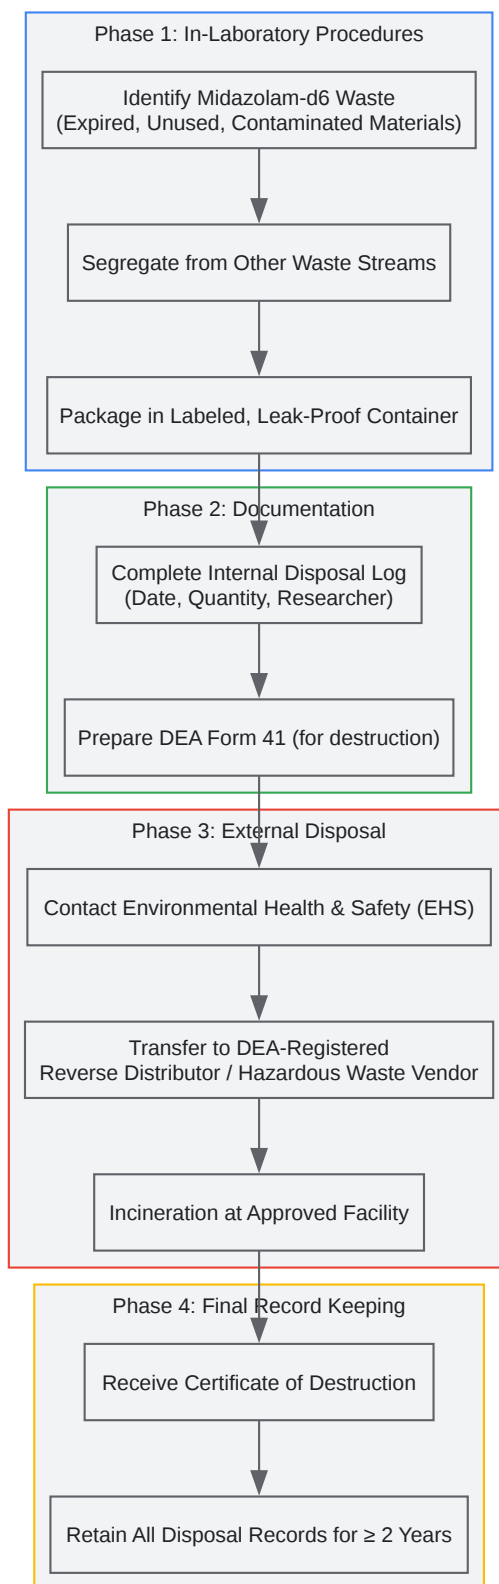 Phase 1: In-Laboratory Procedures
Identify Midazolam-d6 Waste
(Expired, Unused, Contaminated Materials)
Segregate from Other Waste Streams
Package in Labeled, Leak-Proof Container
Phase 2: Documentation
Complete Internal Disposal Log
(Date, Quantity, Researcher)
Prepare DEA Form 41 (for destruction)
Phase 3: External Disposal
Contact Environmental Health & Safety (EHS)
Transfer to DEA-Registered
Reverse Distributor / Hazardous Waste Vendor
Incineration at Approved Facility
Phase 4: Final Record Keeping
Receive Certificate of Destruction
Retain All Disposal Records for ≥ 2 Years